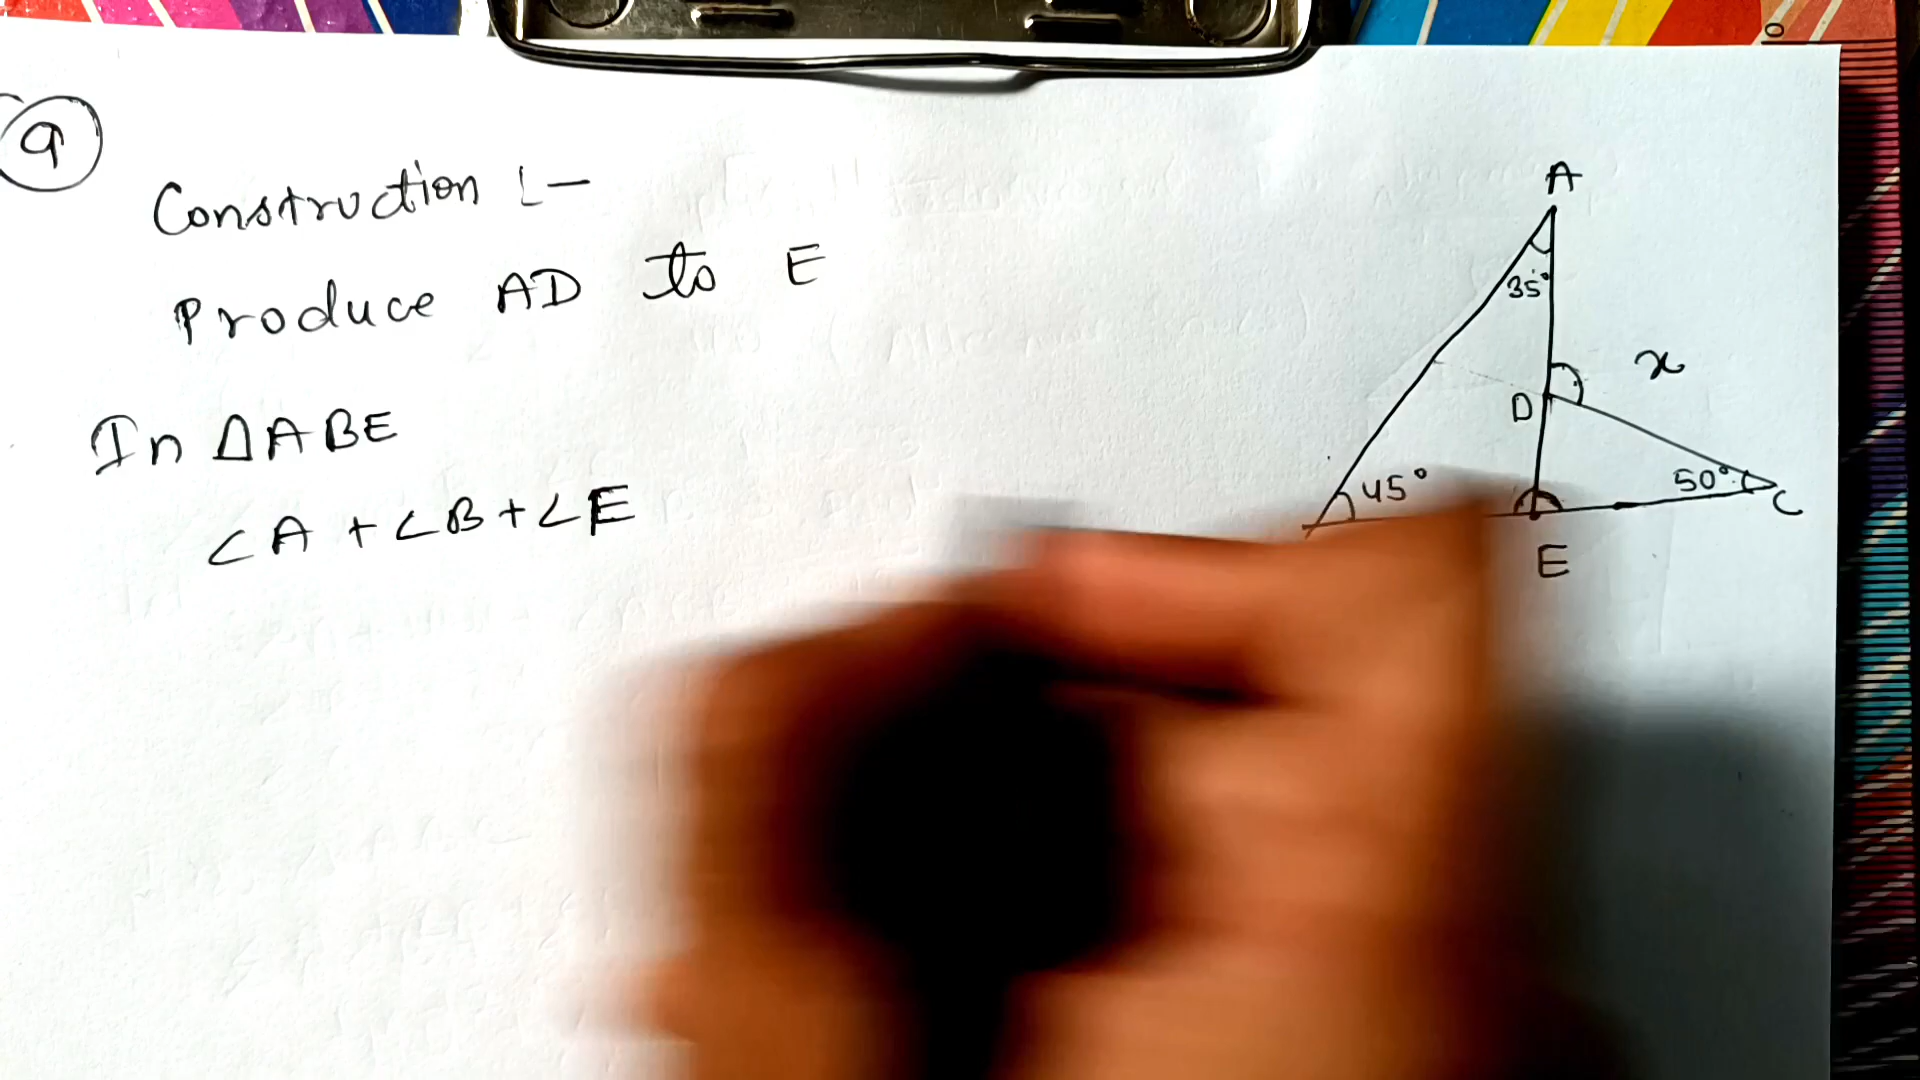 9
Construction :-
Produce AD to E
In ΔABE
∠A + ∠B + ∠E
A
35°
x
D
45°
50°
C
E